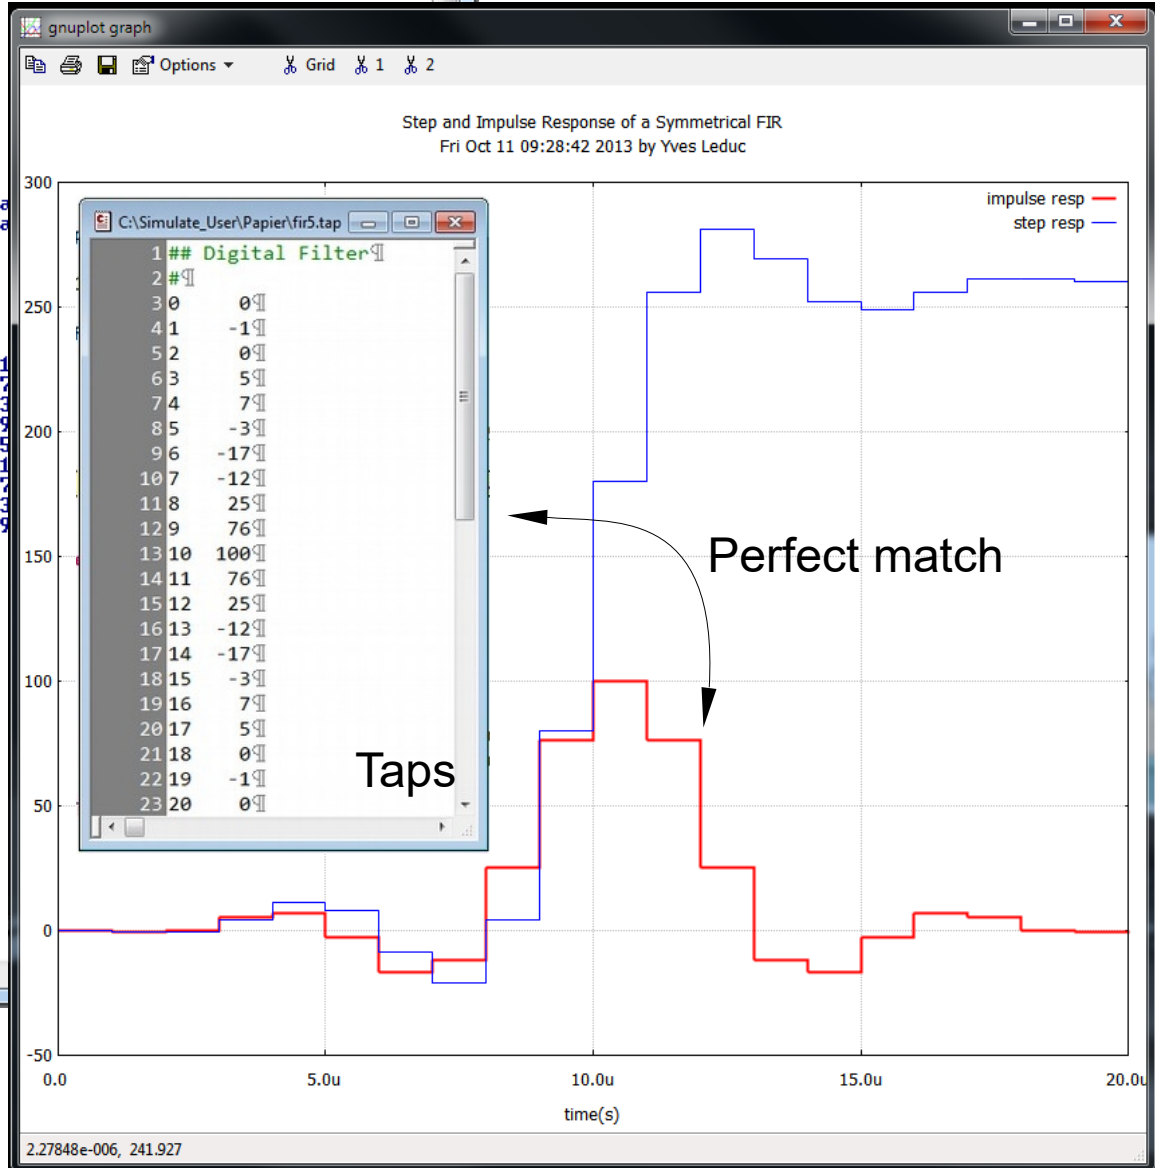 gnuplot graph
Options
Grid 1 2
Step and Impulse Response of a Symmetrical FIR
Fri Oct 11 09:28:42 2013 by Yves Leduc
impulse resp
step resp
300
250
200
150
100
50
0
-50
C:\Simulate_User\Papier\fir5.tap
1 ## Digital Filter¶
2 #¶
3 0 0¶
4 1 -1¶
5 2 0¶
6 3 5¶
7 4 7¶
8 5 -3¶
9 6 -17¶
10 7 -12¶
11 8 25¶
12 9 76¶
13 10 100¶
14 11 76¶
15 12 25¶
16 13 -12¶
17 14 -17¶
18 15 -3¶
19 16 7¶
20 17 5¶
21 18 0¶
22 19 -1¶
23 20 0¶
Taps
Perfect match
0.0 5.0u 10.0u 15.0u 20.0u
time(s)
2.27848e-006, 241.927